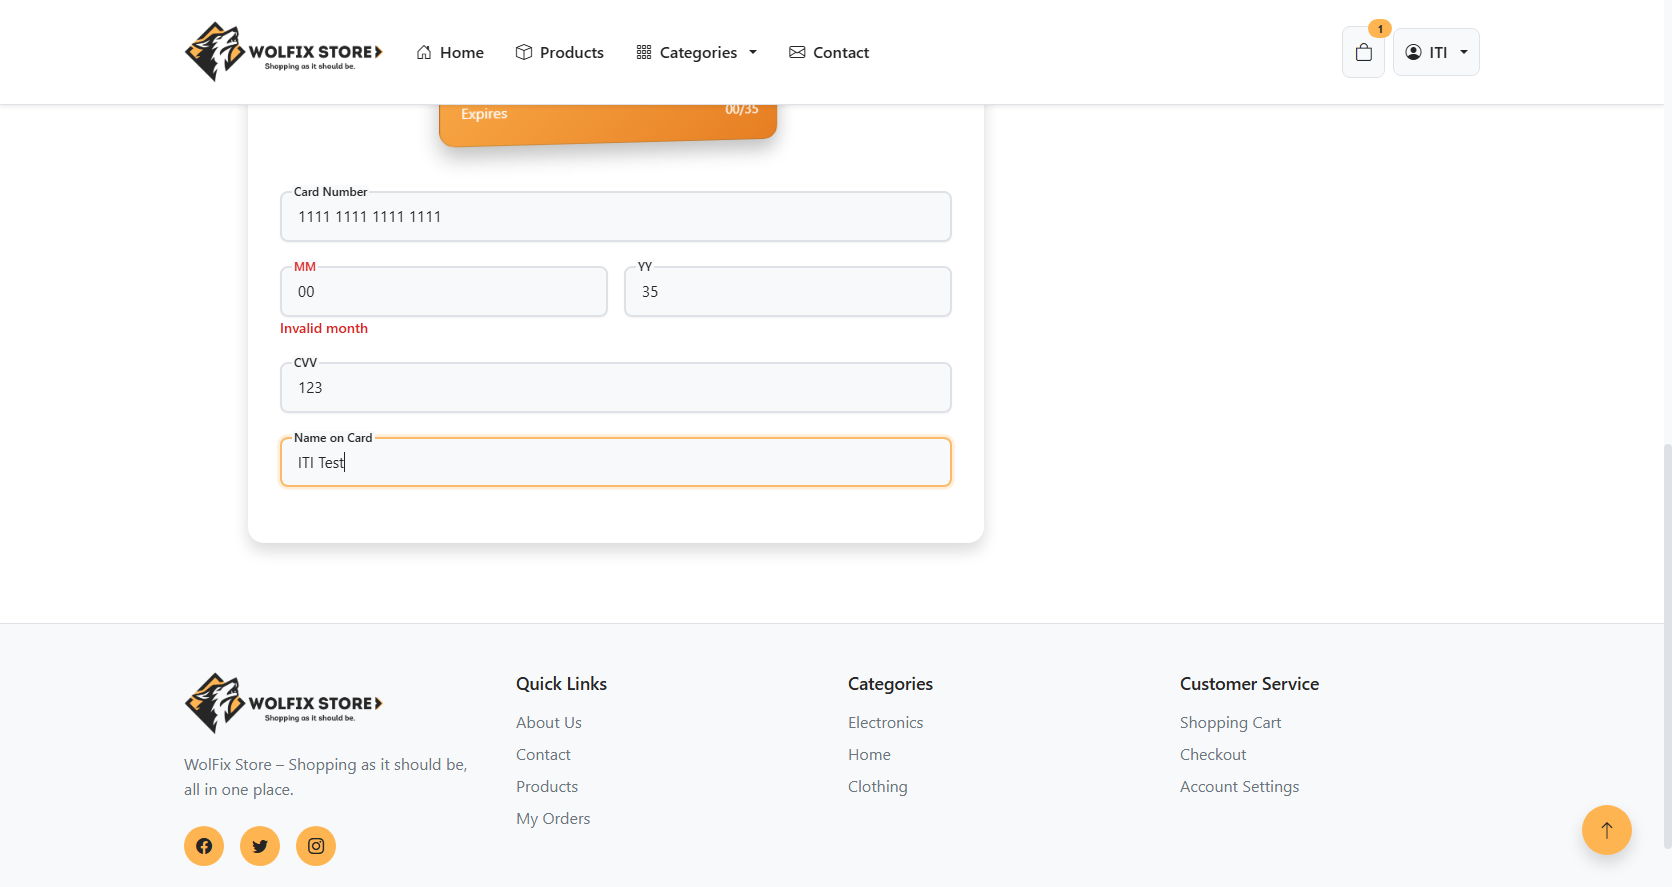 WOLFIX STORE
Shopping as it should be.
Home
Products
Categories
Contact
1
ITI
Expires
00/35
Card Number
1111 1111 1111 1111
MM
00
YY
35
Invalid month
CVV
123
Name on Card
ITI Test
WOLFIX STORE
Shopping as it should be.
WolFix Store – Shopping as it should be,
all in one place.
Quick Links
About Us
Contact
Products
My Orders
Categories
Electronics
Home
Clothing
Customer Service
Shopping Cart
Checkout
Account Settings